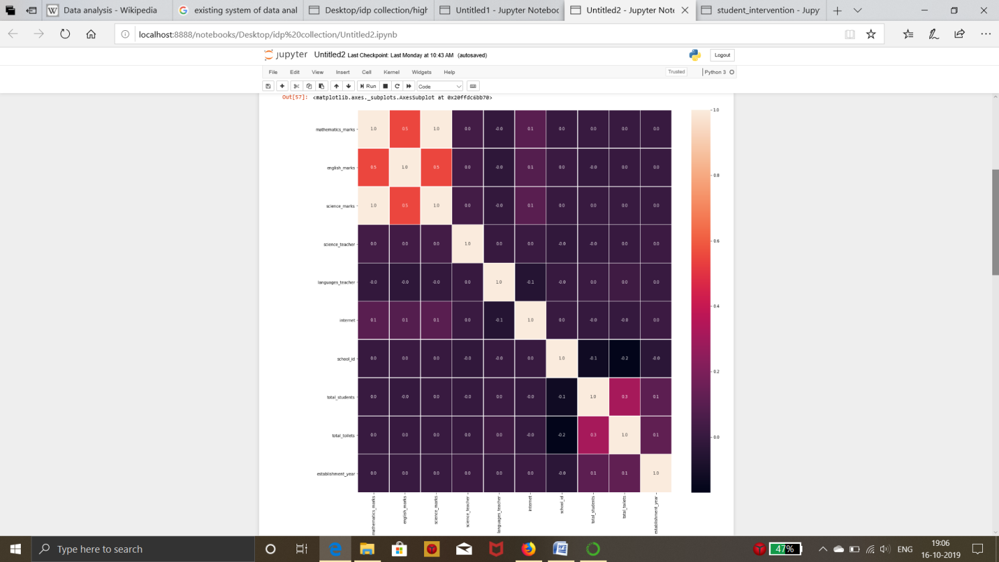 Data analysis - Wikipedia
existing system of data anal
Desktop/idp collection/high
Untitled1 - Jupyter Notebook
Untitled2 - Jupyter Note
student_intervention - Jupy
localhost:8888/notebooks/Desktop/idp%20collection/Untitled2.ipynb
jupyter Untitled2 Last Checkpoint: Last Monday at 10:43 AM (autosaved)
Logout
File Edit View Insert Cell Kernel Widgets Help
Trusted
Python 3
Run
Code
Out[57]: <matplotlib.axes._subplots.AxesSubplot at 0x20ffdc6bb70>
mathematics_marks 1.0 0.5 1.0 0.0 -0.0 0.1 0.0 0.0 0.0 0.0
english_marks 0.5 1.0 0.5 0.0 -0.0 0.1 0.0 -0.0 0.0 0.0
science_marks 1.0 0.5 1.0 0.0 -0.0 0.1 0.0 0.0 0.0 0.0
science_teacher 0.0 0.0 0.0 1.0 0.0 0.0 -0.0 -0.0 0.0 0.0
languages_teacher -0.0 -0.0 -0.0 0.0 1.0 -0.1 -0.0 0.0 0.0 0.0
internet 0.1 0.1 0.1 0.0 -0.1 1.0 0.0 -0.0 -0.0 0.0
school_id 0.0 0.0 0.0 -0.0 -0.0 0.0 1.0 -0.1 -0.2 -0.0
total_students 0.0 -0.0 0.0 -0.0 0.0 -0.0 -0.1 1.0 0.3 0.1
total_toilets 0.0 0.0 0.0 0.0 0.0 -0.0 -0.2 0.3 1.0 0.1
establishment_year 0.0 0.0 0.0 0.0 0.0 0.0 -0.0 0.1 0.1 1.0
mathematics_marks
english_marks
science_marks
science_teacher
languages_teacher
internet
school_id
total_students
total_toilets
establishment_year
1.0
0.8
0.6
0.4
0.2
0.0
Type here to search
47%
ENG
19:06
16-10-2019